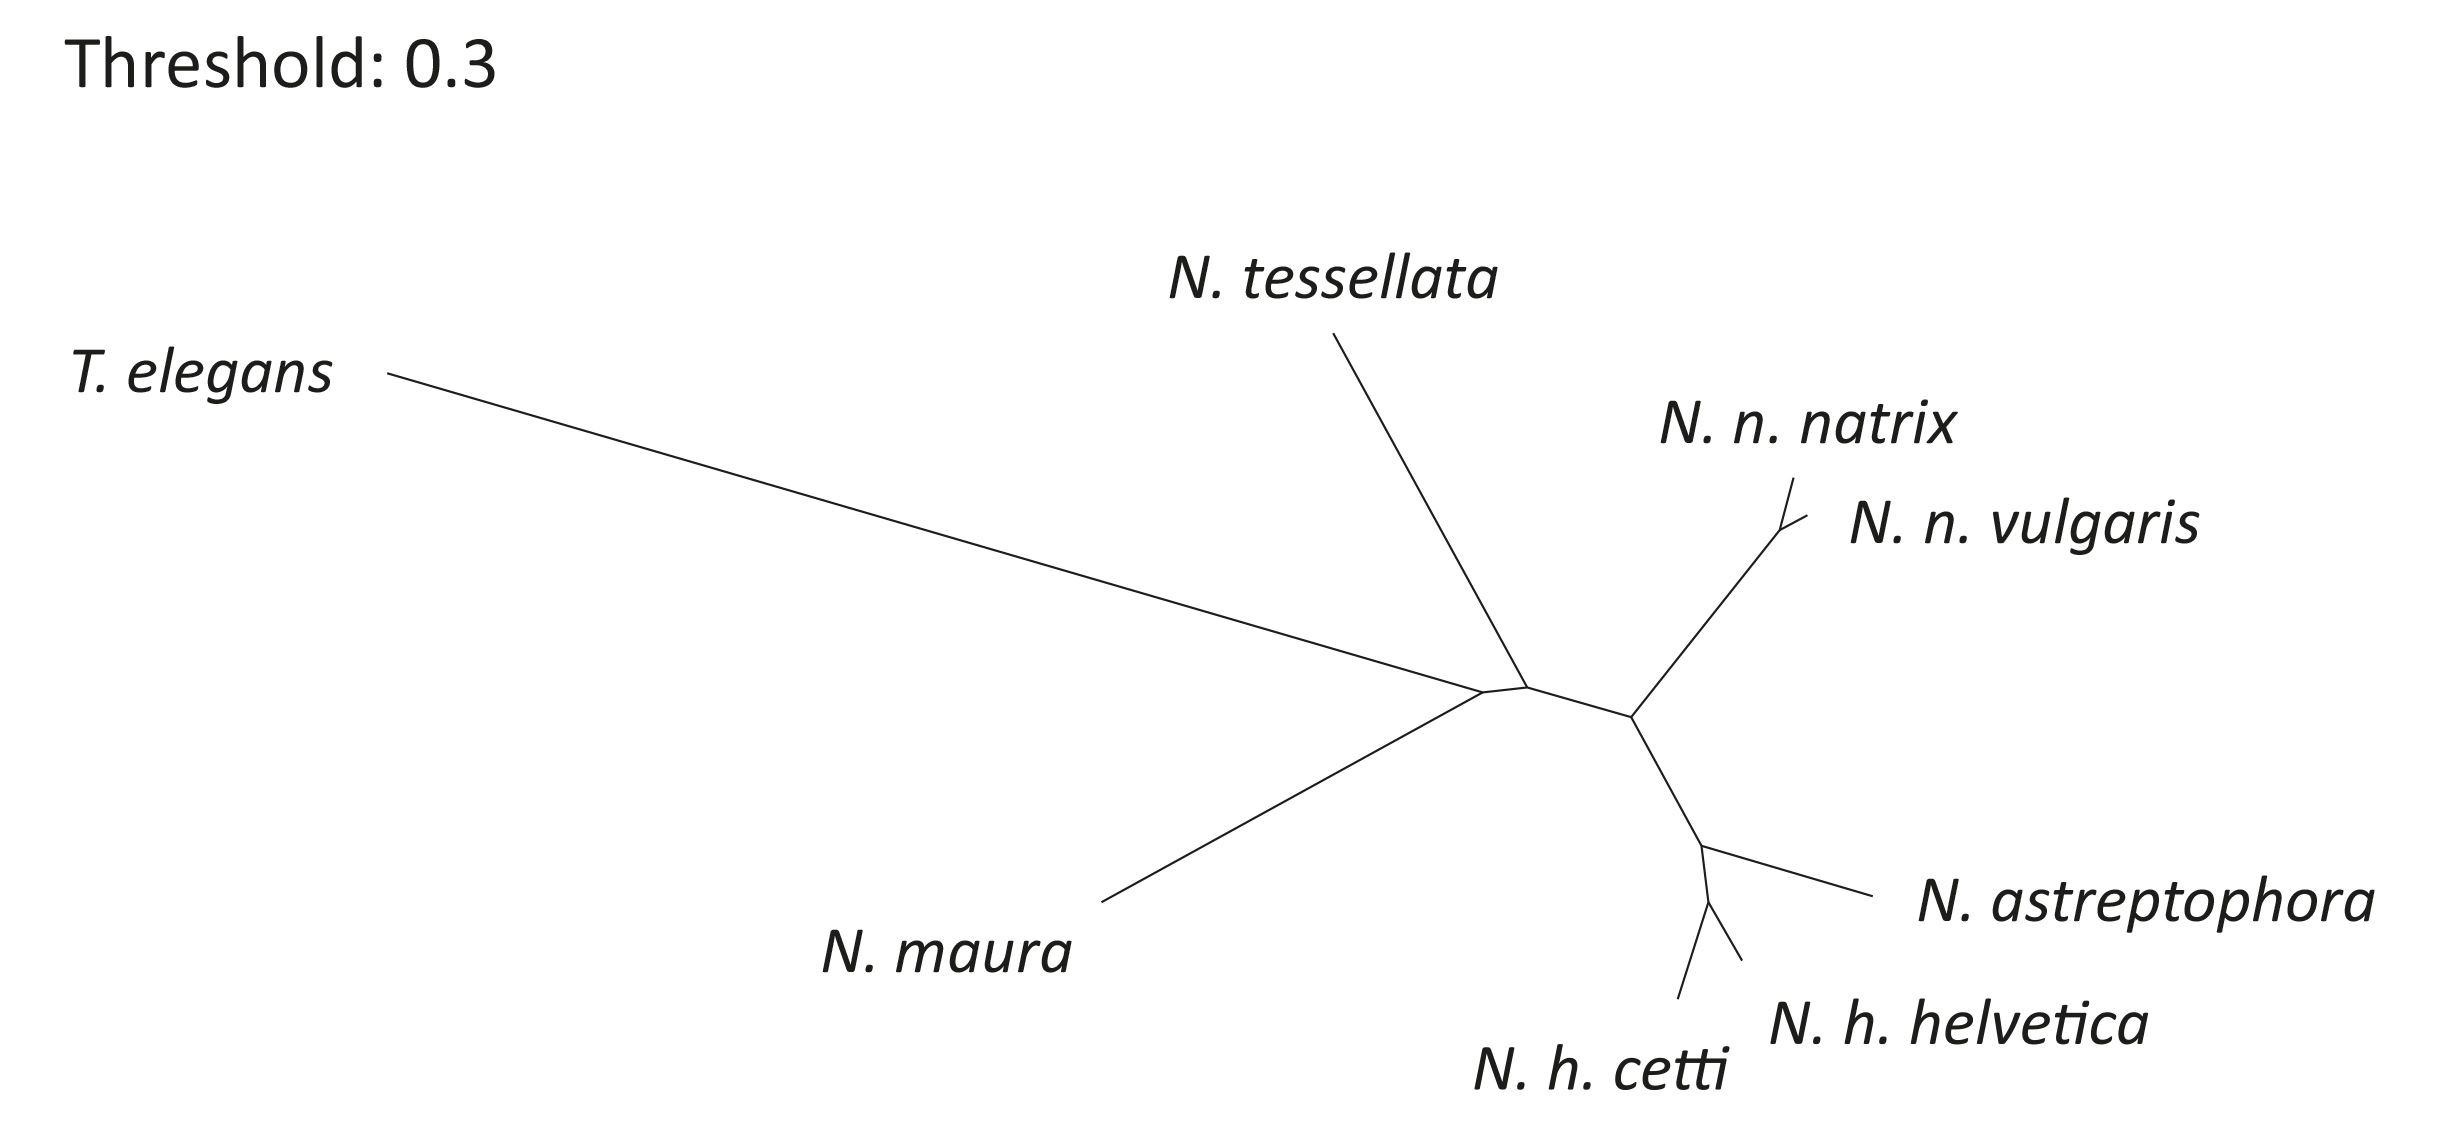 Threshold: 0.3
N. tessellata
T. elegans
N. n. natrix
N. n. vulgaris
N. astreptophora
N. maura
N. h. helvetica
N. h. cetti